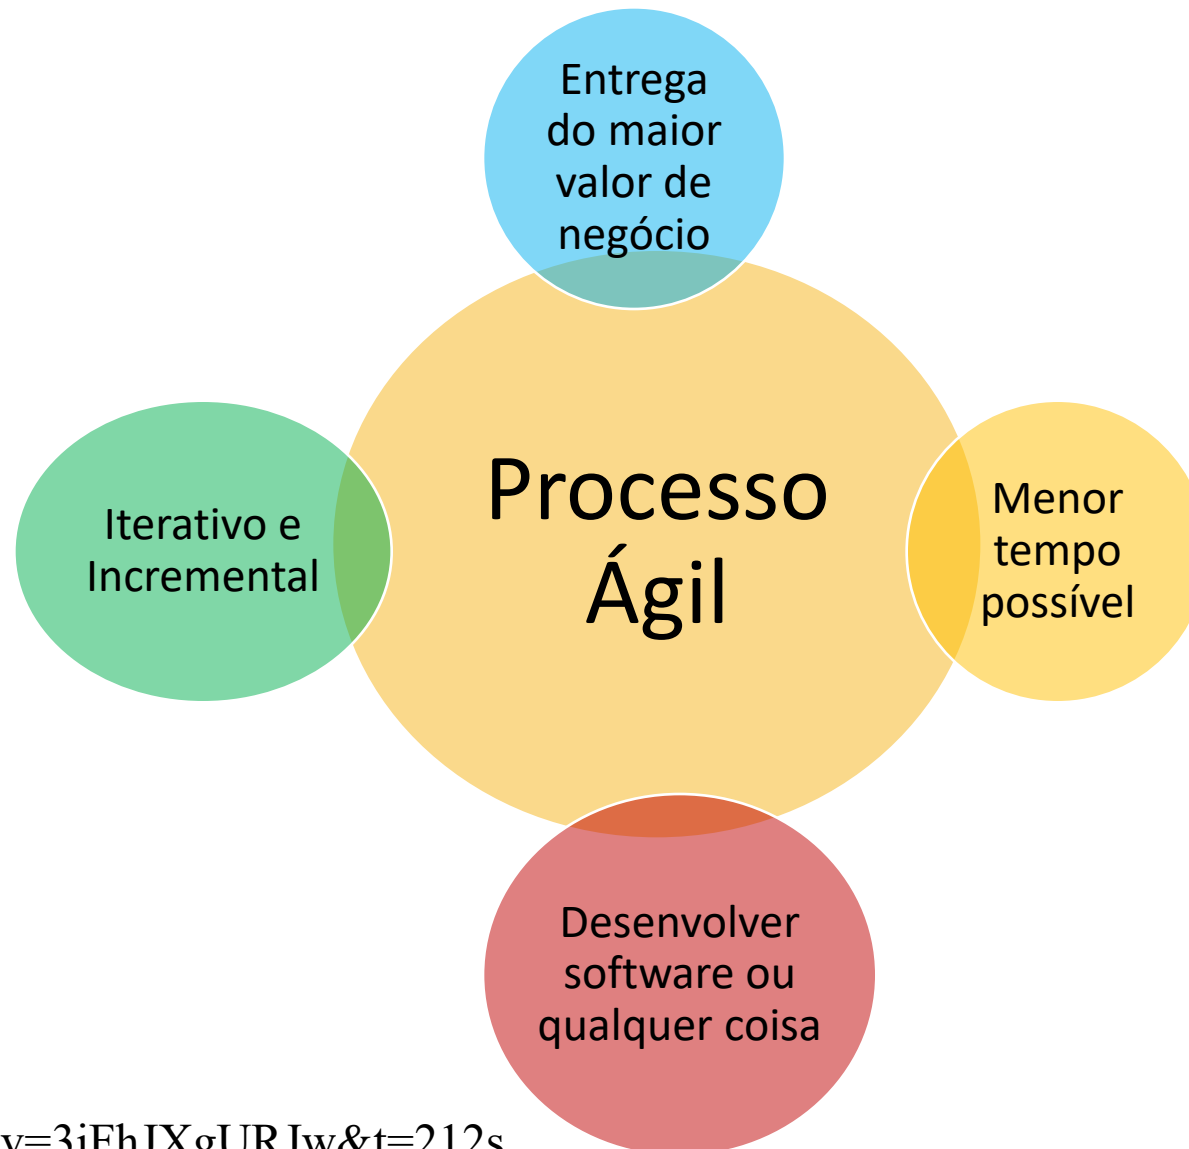 Entrega
do maior
valor de
negócio
Iterativo e
Incremental
Processo
Ágil
Menor
tempo
possível
Desenvolver
software ou
qualquer coisa